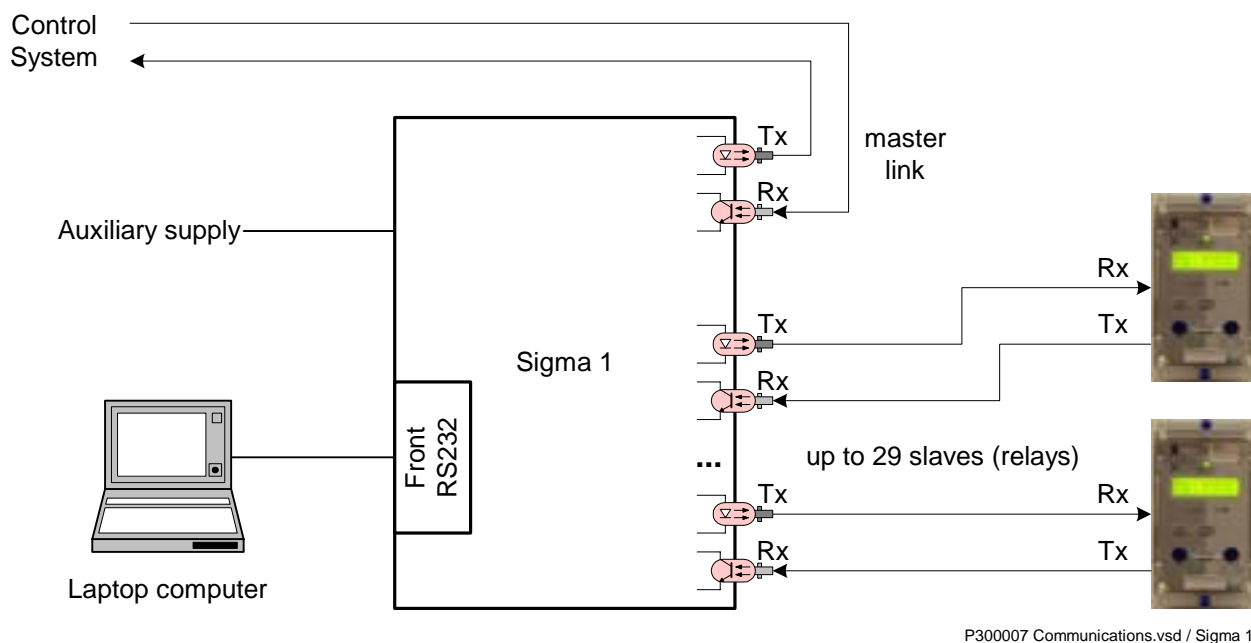 Control
System
Tx
master
link
Rx
Auxiliary supply
Rx
Tx
Tx
Sigma 1
Rx
Front
RS232
up to 29 slaves (relays)
...
Tx
Rx
Rx
Tx
Laptop computer
P300007 Communications.vsd / Sigma 1